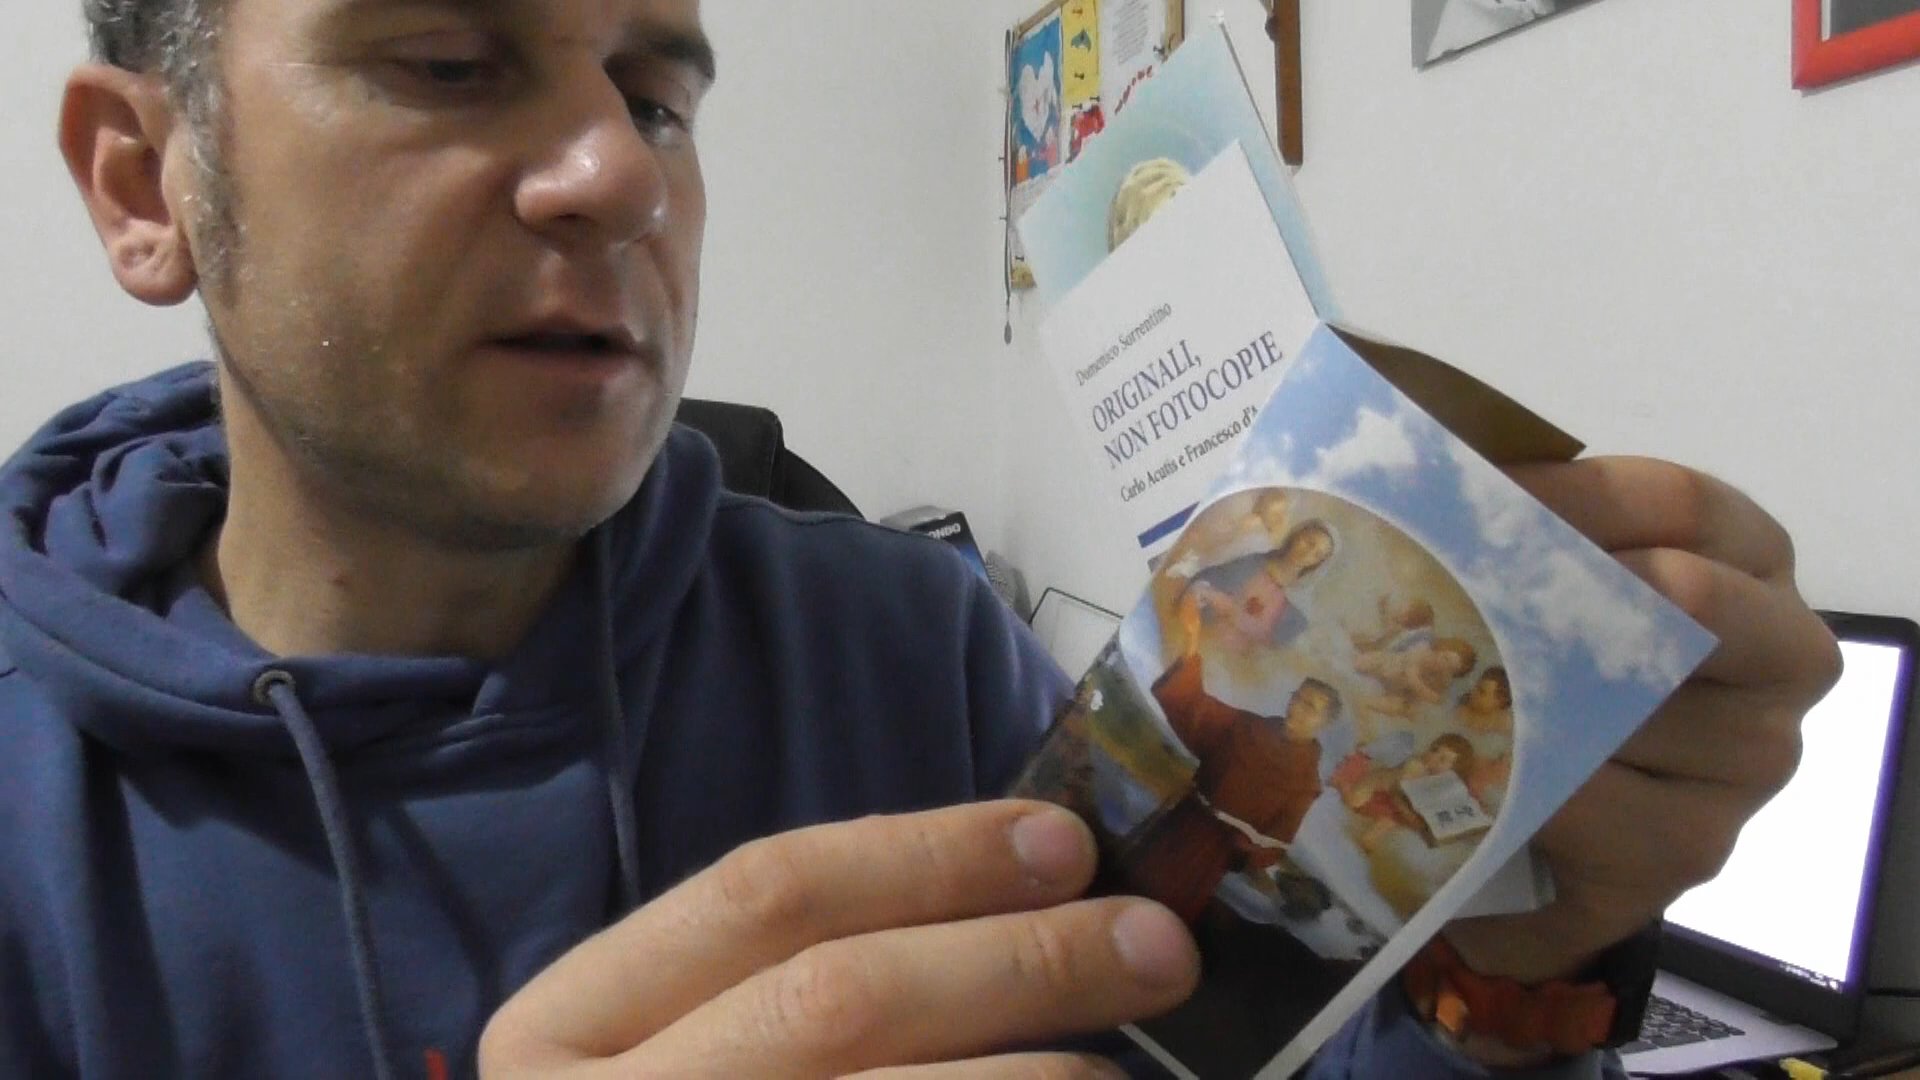 Domenico Sorrentino
ORIGINALI,
NON FOTOCOPIE
Carlo Acutis e Francesco d'A